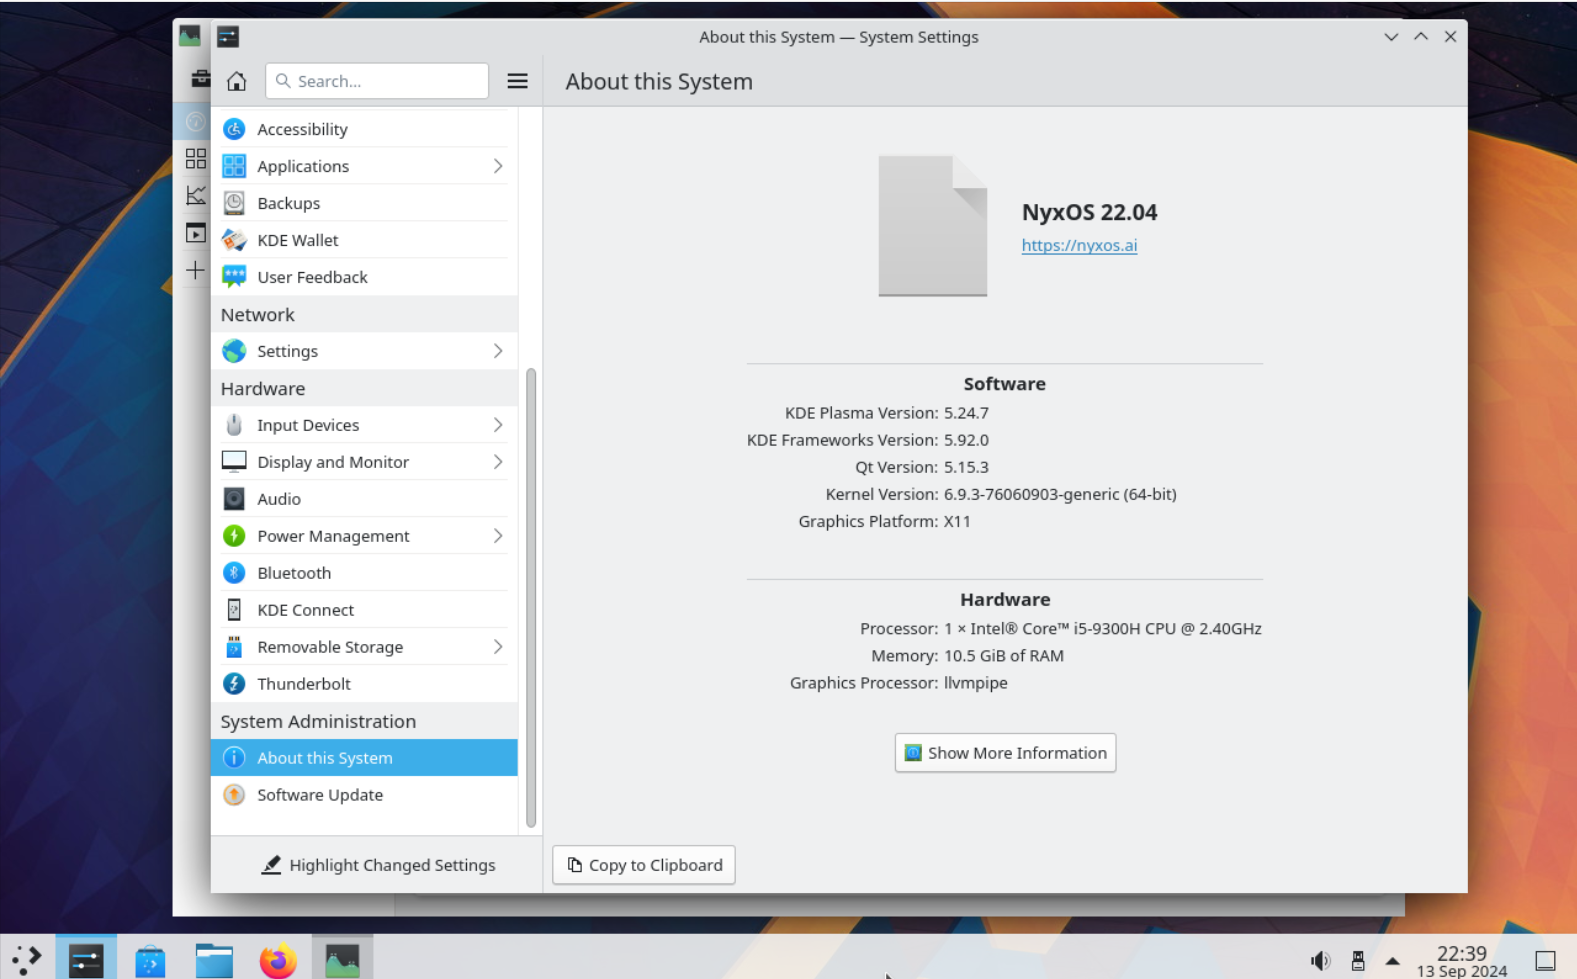 About this System — System Settings
Search...
About this System
Accessibility
Applications
Backups
KDE Wallet
User Feedback
Network
Settings
Hardware
Input Devices
Display and Monitor
Audio
Power Management
Bluetooth
KDE Connect
Removable Storage
Thunderbolt
System Administration
About this System
Software Update
Highlight Changed Settings
NyxOS 22.04
https://nyxos.ai
Software
KDE Plasma Version: 5.24.7
KDE Frameworks Version: 5.92.0
Qt Version: 5.15.3
Kernel Version: 6.9.3-76060903-generic (64-bit)
Graphics Platform: X11
Hardware
Processor: 1 × Intel® Core™ i5-9300H CPU @ 2.40GHz
Memory: 10.5 GiB of RAM
Graphics Processor: llvmpipe
Show More Information
Copy to Clipboard
22:39
13 Sep 2024